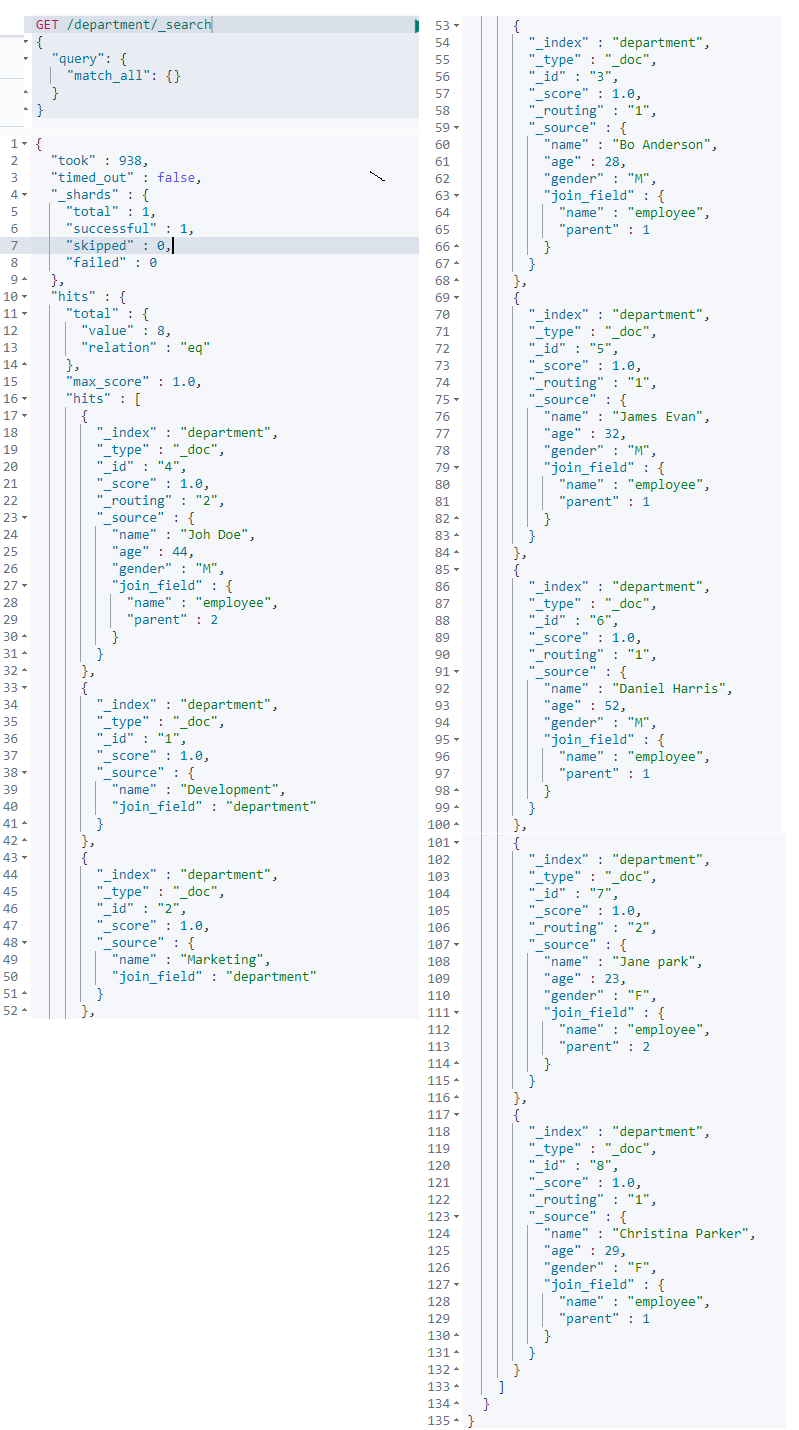 GET /department/_search
{
"query": {
"match_all": {}
}
}
1 {
2 "took" : 938,
3 "timed_out" : false,
4 "_shards" : {
5 "total" : 1,
6 "successful" : 1,
7 "skipped" : 0,
8 "failed" : 0
9 },
10 "hits" : {
11 "total" : {
12 "value" : 8,
13 "relation" : "eq"
14 },
15 "max_score" : 1.0,
16 "hits" : [
17 {
18 "_index" : "department",
19 "_type" : "_doc",
20 "_id" : "4",
21 "_score" : 1.0,
22 "_routing" : "2",
23 "_source" : {
24 "name" : "Joh Doe",
25 "age" : 44,
26 "gender" : "M",
27 "join_field" : {
28 "name" : "employee",
29 "parent" : 2
30 }
31 }
32 },
33 {
34 "_index" : "department",
35 "_type" : "_doc",
36 "_id" : "1",
37 "_score" : 1.0,
38 "_source" : {
39 "name" : "Development",
40 "join_field" : "department"
41 }
42 },
43 {
44 "_index" : "department",
45 "_type" : "_doc",
46 "_id" : "2",
47 "_score" : 1.0,
48 "_source" : {
49 "name" : "Marketing",
50 "join_field" : "department"
51 }
52 },
53 {
54 "_index" : "department",
55 "_type" : "_doc",
56 "_id" : "3",
57 "_score" : 1.0,
58 "_routing" : "1",
59 "_source" : {
60 "name" : "Bo Anderson",
61 "age" : 28,
62 "gender" : "M",
63 "join_field" : {
64 "name" : "employee",
65 "parent" : 1
66 }
67 }
68 },
69 {
70 "_index" : "department",
71 "_type" : "_doc",
72 "_id" : "5",
73 "_score" : 1.0,
74 "_routing" : "1",
75 "_source" : {
76 "name" : "James Evan",
77 "age" : 32,
78 "gender" : "M",
79 "join_field" : {
80 "name" : "employee",
81 "parent" : 1
82 }
83 }
84 },
85 {
86 "_index" : "department",
87 "_type" : "_doc",
88 "_id" : "6",
89 "_score" : 1.0,
90 "_routing" : "1",
91 "_source" : {
92 "name" : "Daniel Harris",
93 "age" : 52,
94 "gender" : "M",
95 "join_field" : {
96 "name" : "employee",
97 "parent" : 1
98 }
99 }
100 },
101 {
102 "_index" : "department",
103 "_type" : "_doc",
104 "_id" : "7",
105 "_score" : 1.0,
106 "_routing" : "2",
107 "_source" : {
108 "name" : "Jane park",
109 "age" : 23,
110 "gender" : "F",
111 "join_field" : {
112 "name" : "employee",
113 "parent" : 2
114 }
115 }
116 },
117 {
118 "_index" : "department",
119 "_type" : "_doc",
120 "_id" : "8",
121 "_score" : 1.0,
122 "_routing" : "1",
123 "_source" : {
124 "name" : "Christina Parker",
125 "age" : 29,
126 "gender" : "F",
127 "join_field" : {
128 "name" : "employee",
129 "parent" : 1
130 }
131 }
132 }
133 ]
134 }
135 }